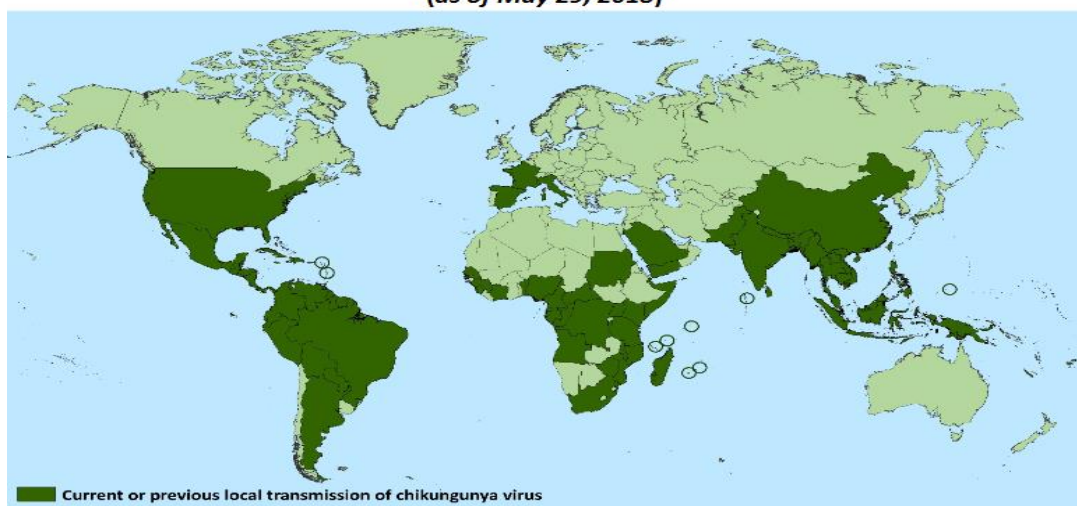 (as of May 29, 2018)
Current or previous local transmission of chikungunya virus